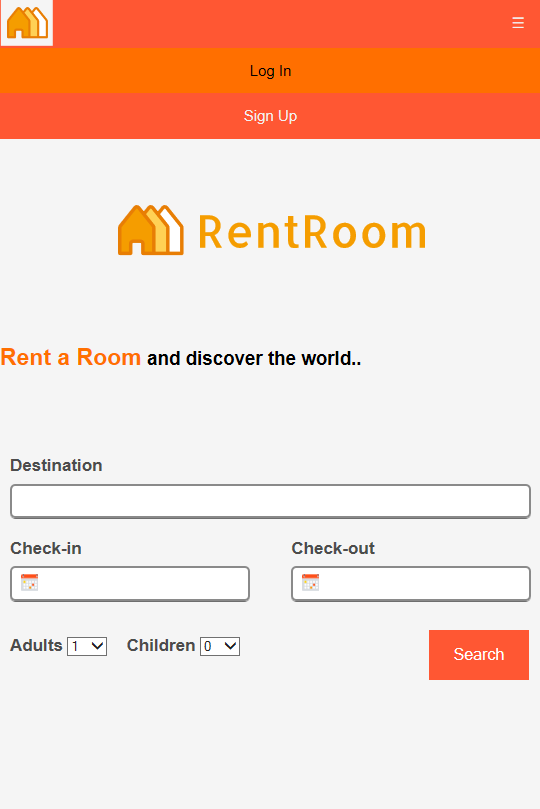 ☰
Log In
Sign Up
RentRoom
Rent a Room and discover the world..
Destination
Check-in Check-out
Adults 1 Children 0 Search